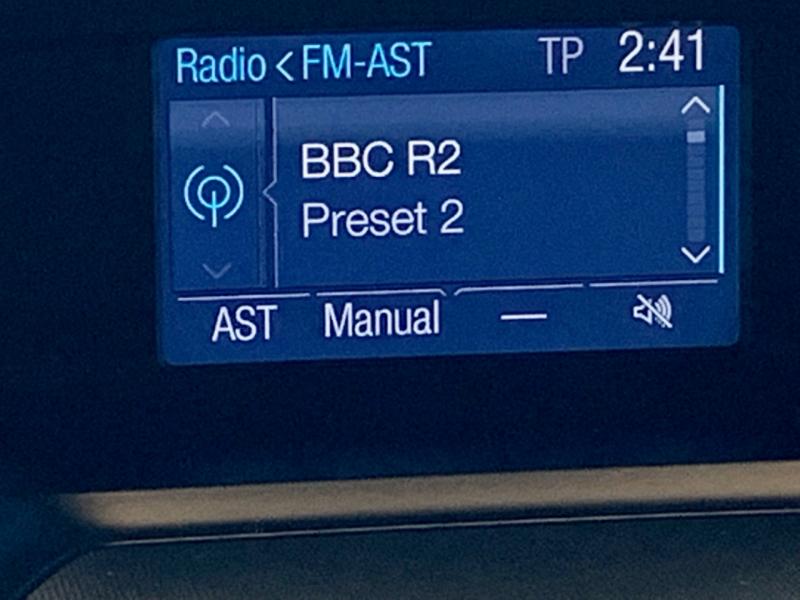 Radio < FM-AST TP 2:41
BBC R2
Preset 2
AST Manual —